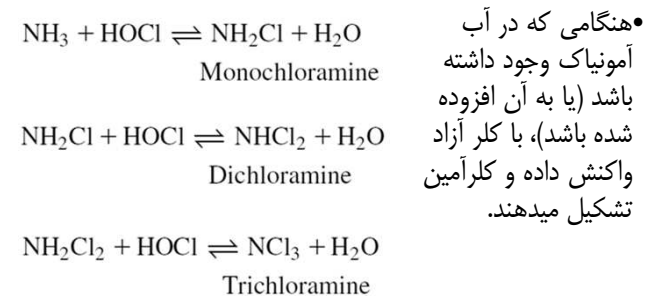 NH₃ + HOCl ⇌ NH₂Cl + H₂O
Monochloramine
NH₂Cl + HOCl ⇌ NHCl₂ + H₂O
Dichloramine
NH₂Cl₂ + HOCl ⇌ NCl₃ + H₂O
Trichloramine
•هنگامی که در آب
آمونیاک وجود داشته
باشد (یا به آن افزوده
شده باشد)، با کلر آزاد
واکنش داده و کلرآمین
تشکیل میدهند.